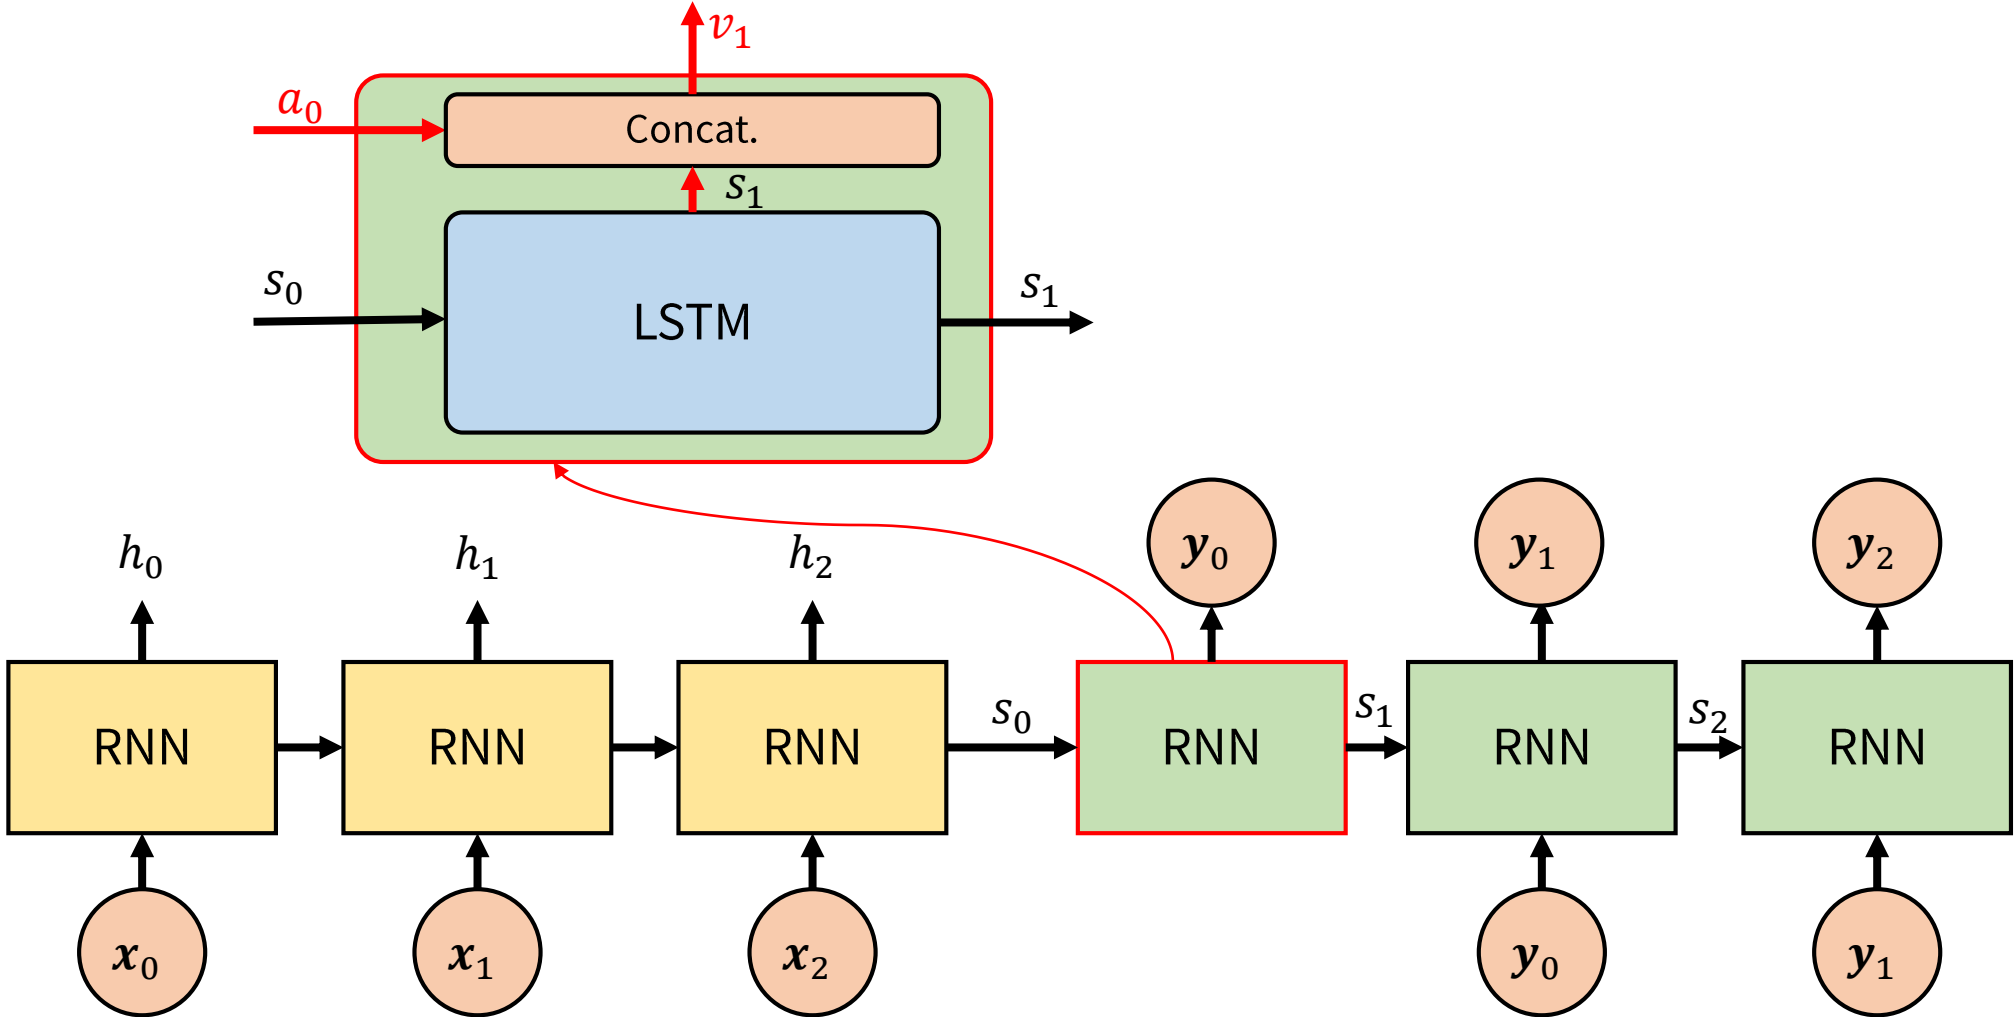 v₁
a₀
Concat.
s₁
s₀
LSTM
s₁
y₀ y₁ y₂
h₀ h₁ h₂
s₀ s₁ s₂
RNN RNN RNN RNN RNN RNN
x₀ x₁ x₂ y₀ y₁